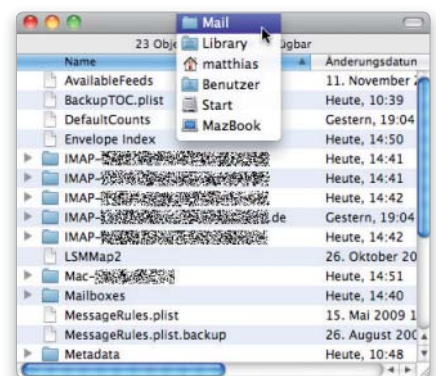 Mail
23 Obje
ügbar
Library
matthias
Benutzer
Start
MazBook
Name
Änderungsdatun
AvailableFeeds
11. November 2
BackupTOC.plist
Heute, 10:39
DefaultCounts
Gestern, 19:04
Envelope Index
Heute, 14:50
IMAP-
Heute, 14:41
IMAP-
Heute, 14:41
IMAP-
Heute, 14:42
IMAP- .de
Gestern, 19:04
IMAP-
Heute, 14:42
LSMMap2
26. Oktober 20
Mac-
Heute, 14:51
Mailboxes
Heute, 14:40
MessageRules.plist
15. Mai 2009 1
MessageRules.plist.backup
26. August 200
Metadata
Heute, 10:48